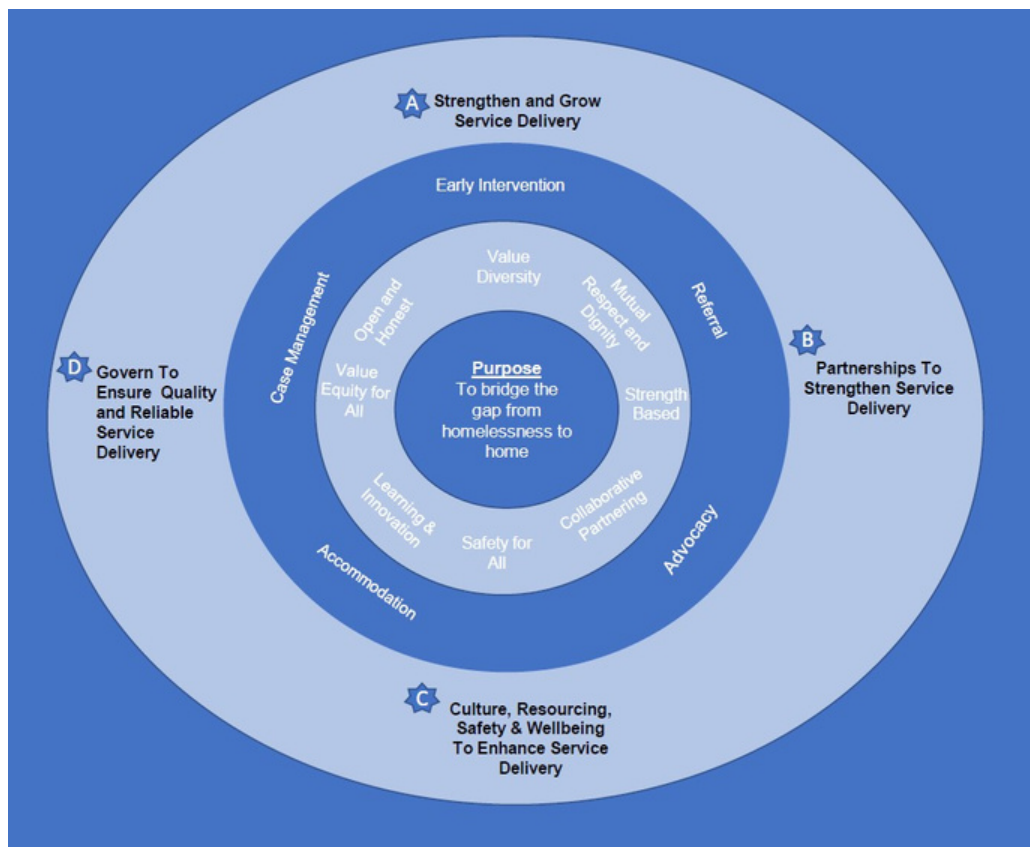 A
Strengthen and Grow
Service Delivery
Early Intervention
Referral
Advocacy
Accommodation
Case Management
Value
Diversity
Mutual
Respect and
Dignity
Strength
Based
Collaborative
Partnering
Safety for
All
Learning &
Innovation
Value
Equity for
All
Open and
Honest
Purpose
To bridge the
gap from
homelessness to
home
B
Partnerships To
Strengthen Service
Delivery
C
Culture, Resourcing,
Safety & Wellbeing
To Enhance Service
Delivery
D
Govern To
Ensure Quality
and Reliable
Service
Delivery